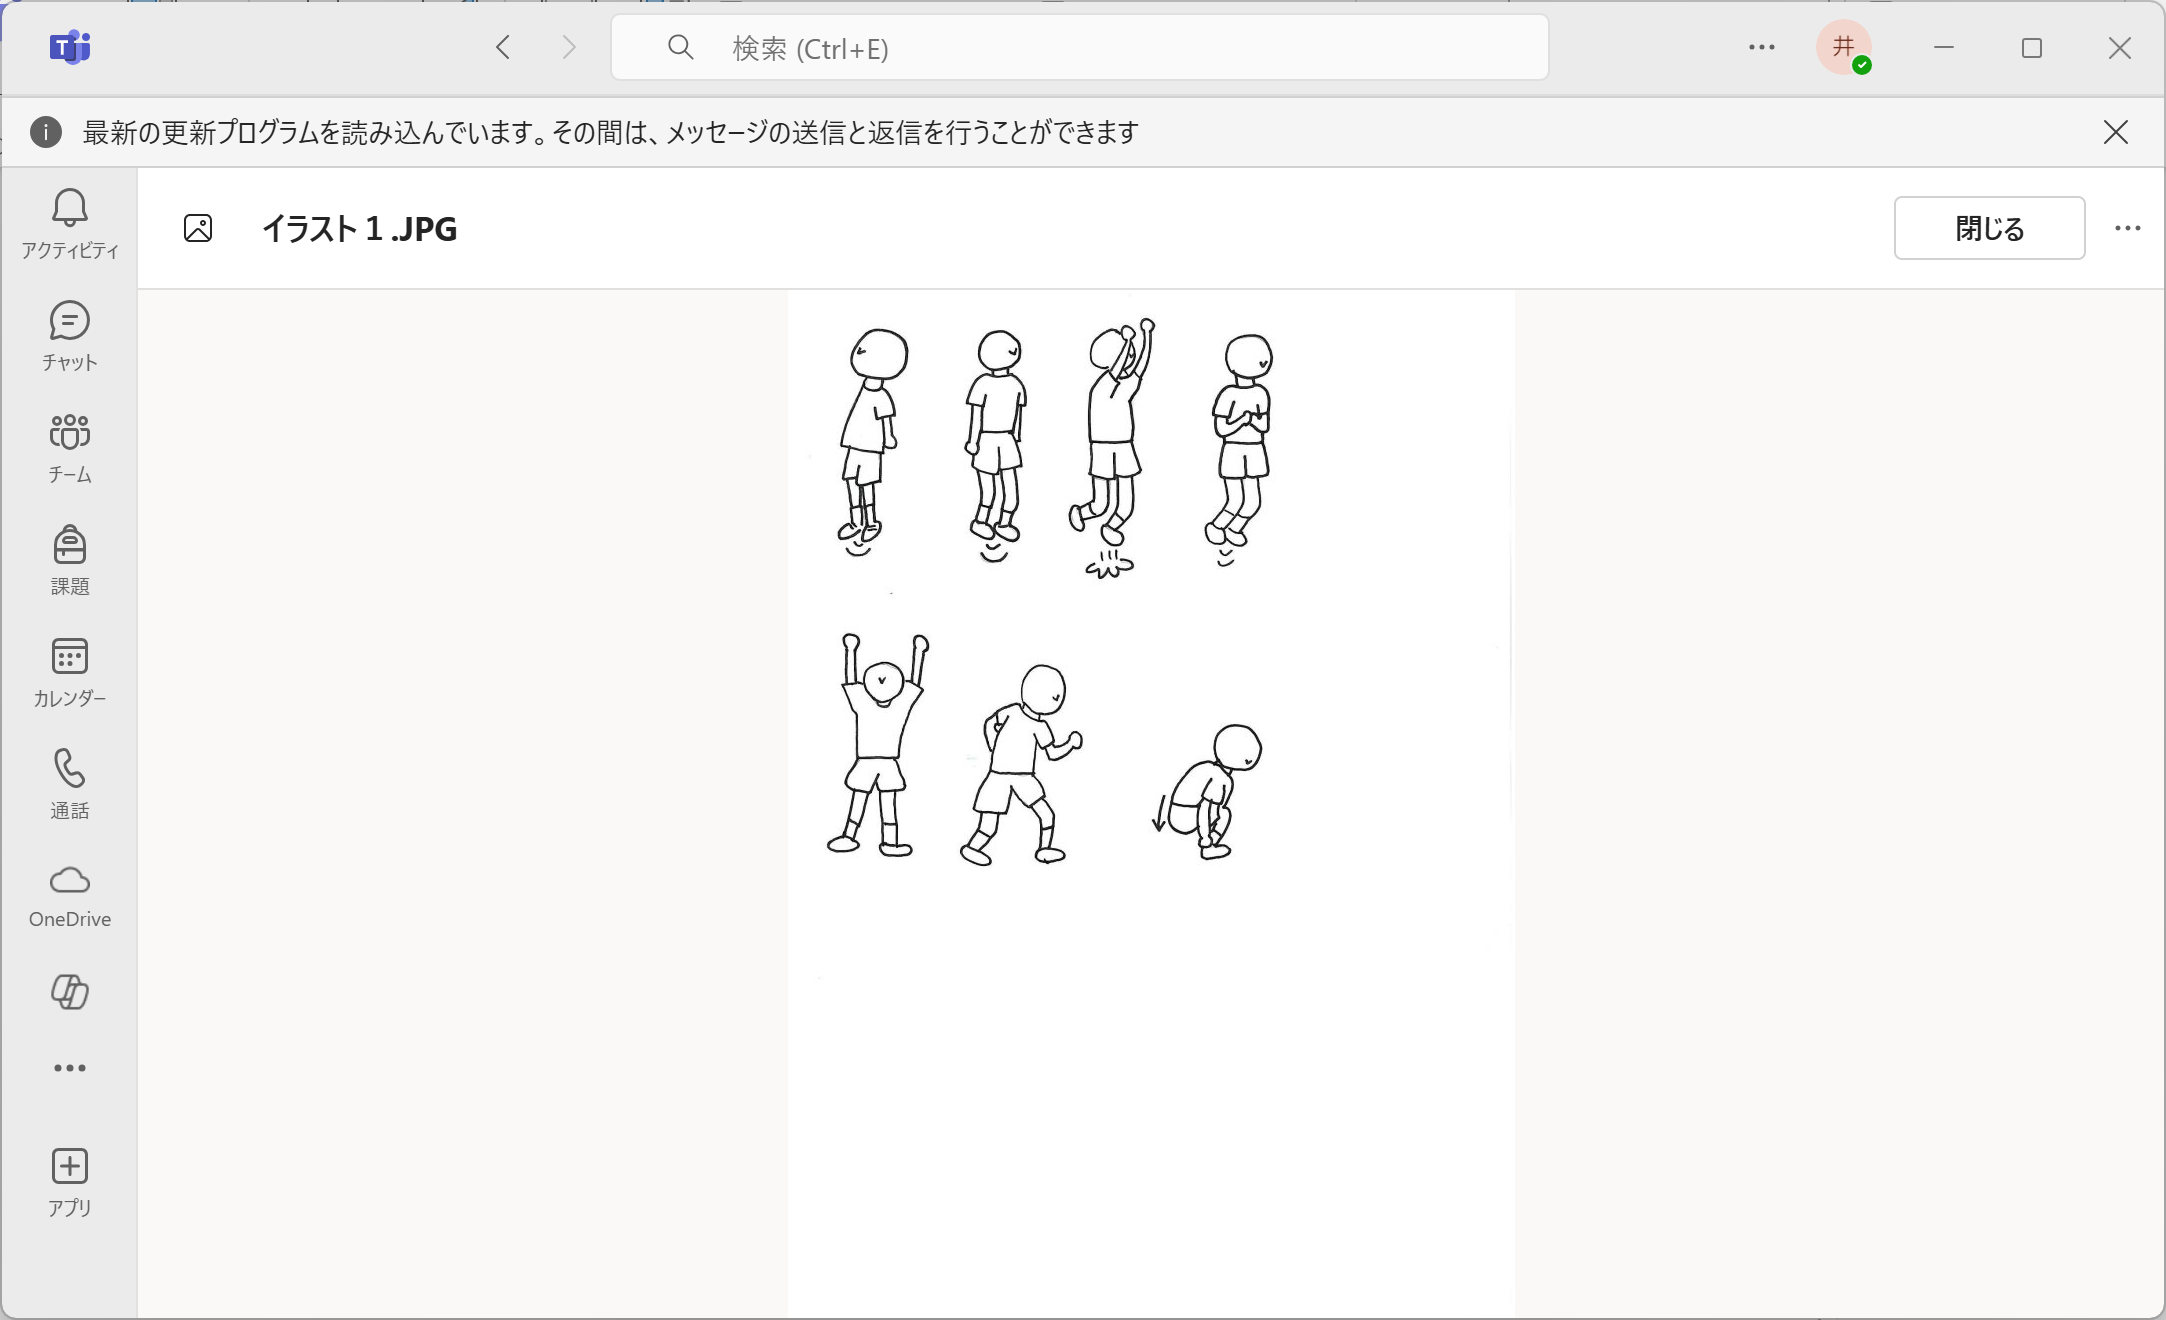 検索 (Ctrl+E)
井
最新の更新プログラムを読み込んでいます。その間は、メッセージの送信と返信を行うことができます
イラスト１.JPG
閉じる
アクティビティ
チャット
チーム
課題
カレンダー
通話
OneDrive
アプリ